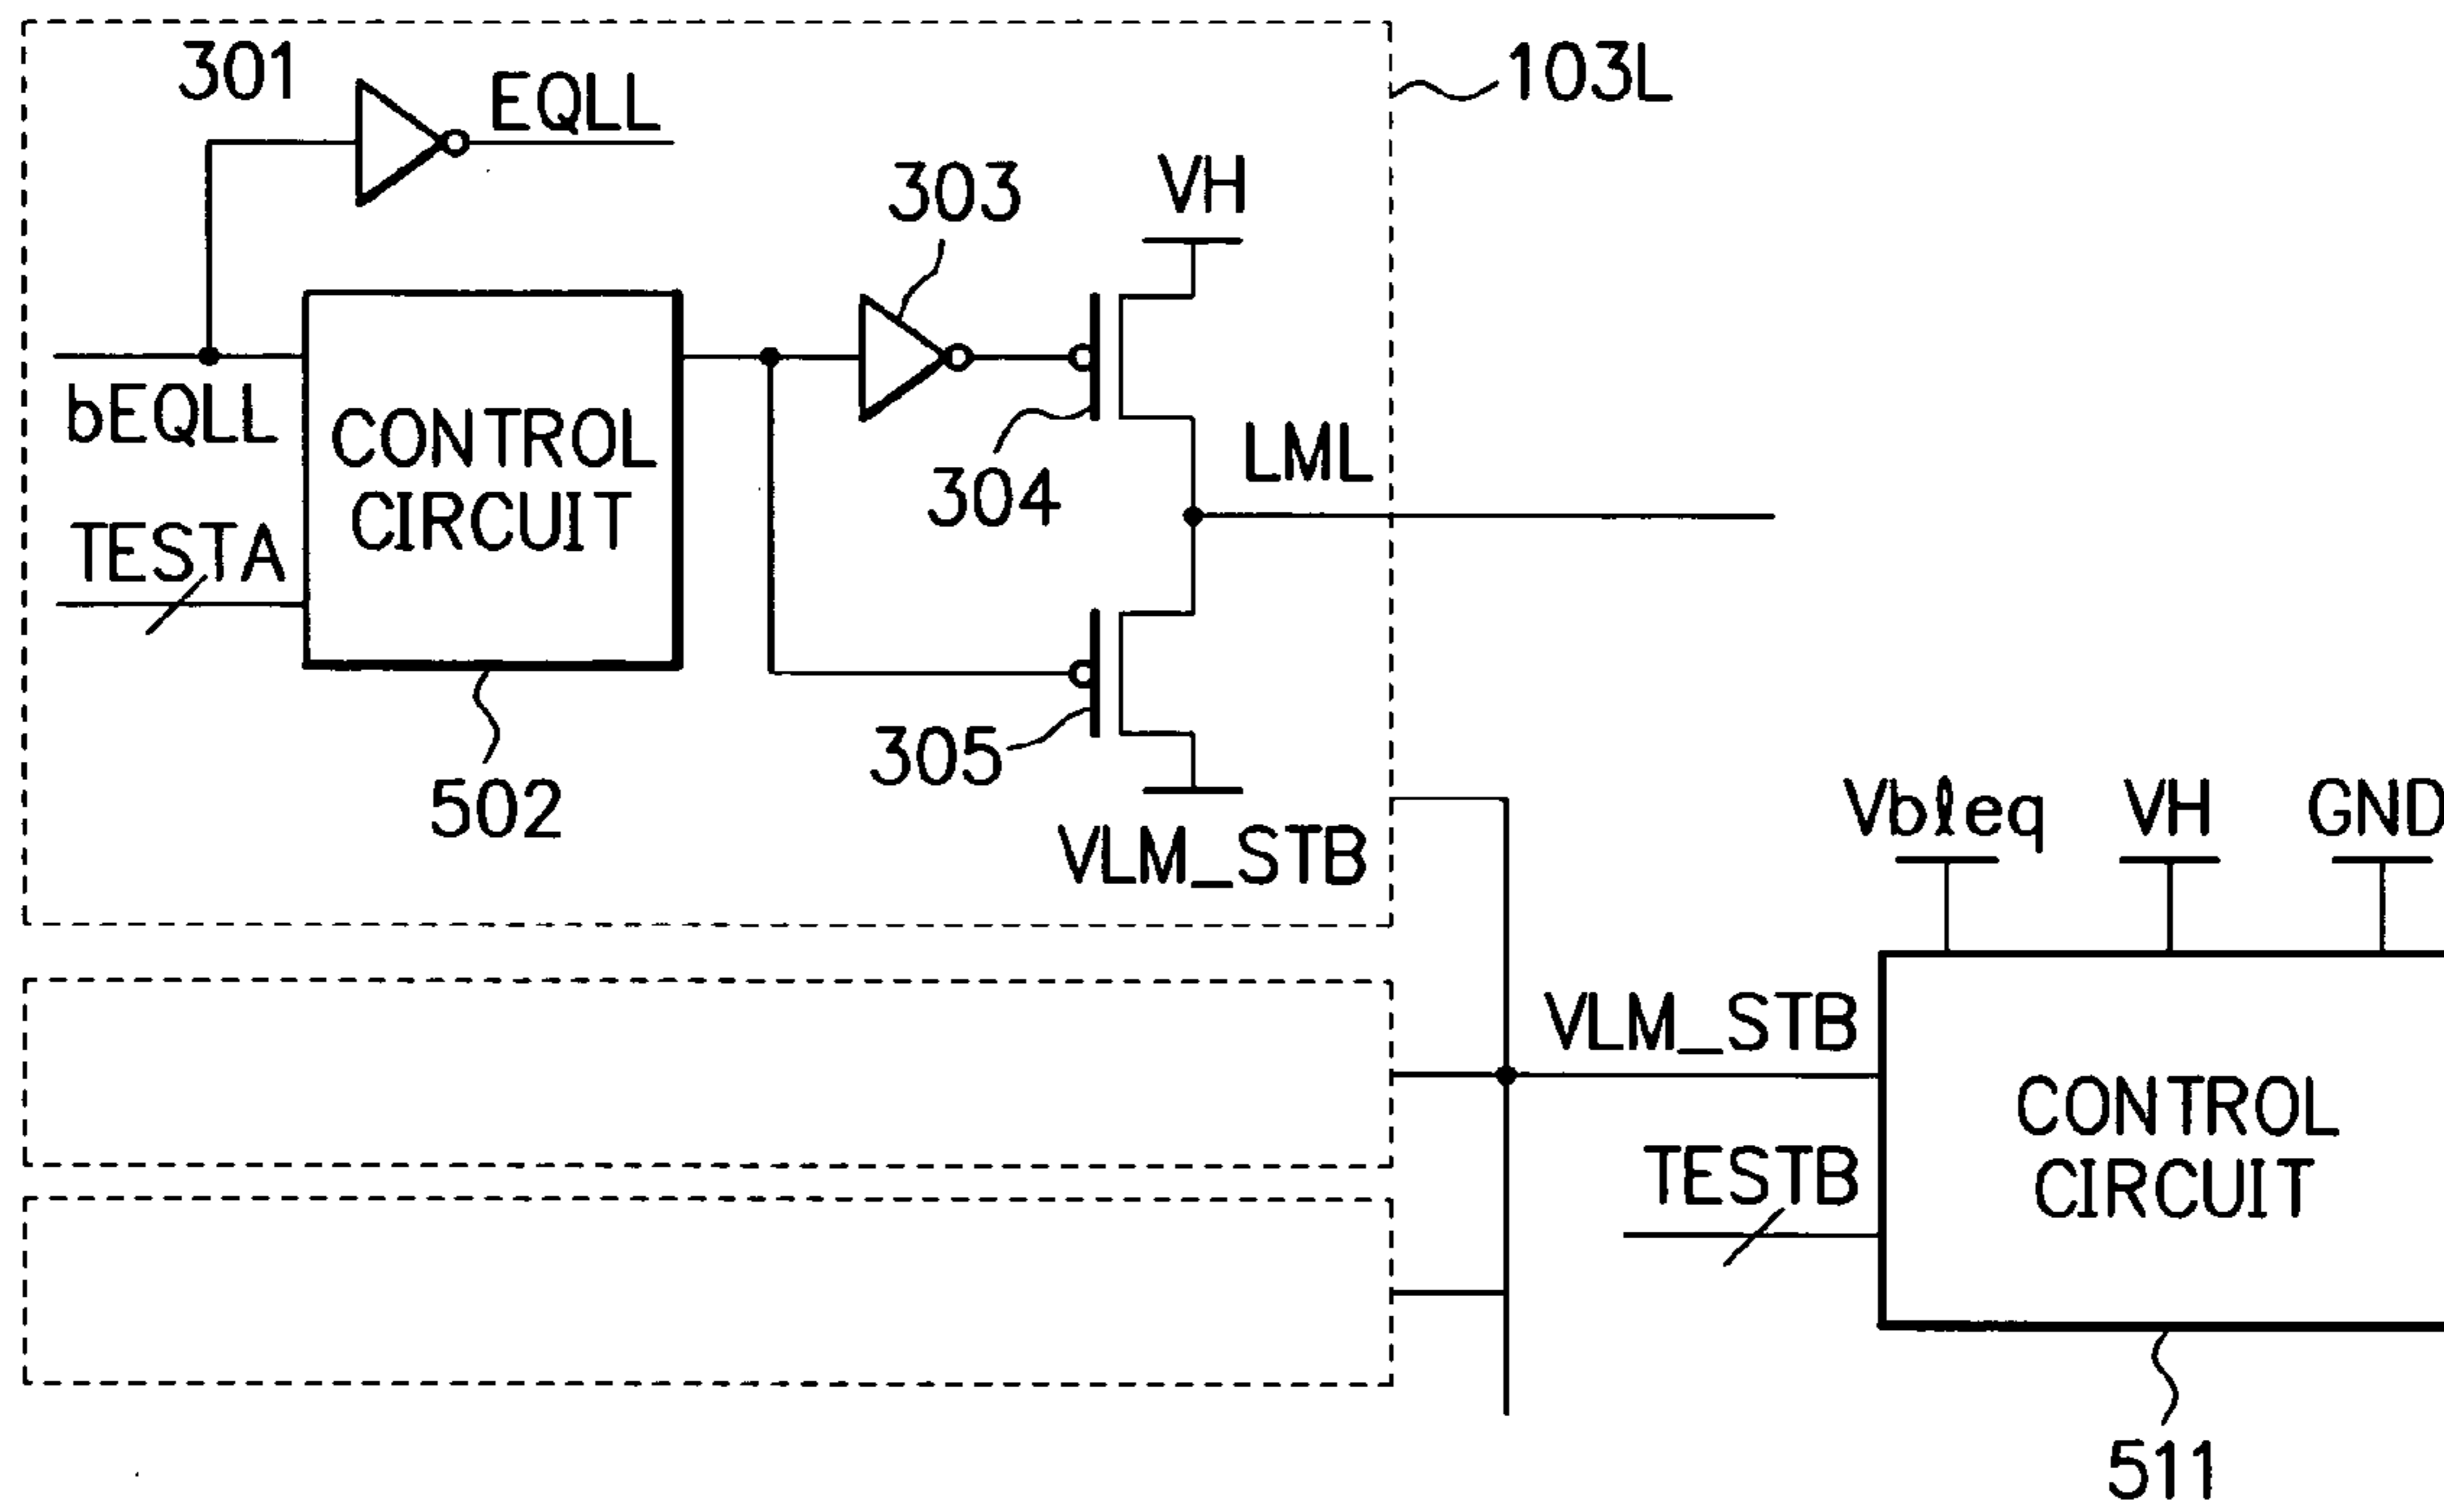 301
EQLL
103L
303
VH
bEQLL
CONTROL
CIRCUIT
304
LML
TESTA
305
502
VLM_STB
Vbleq
VH
GND
VLM_STB
CONTROL
CIRCUIT
TESTB
511